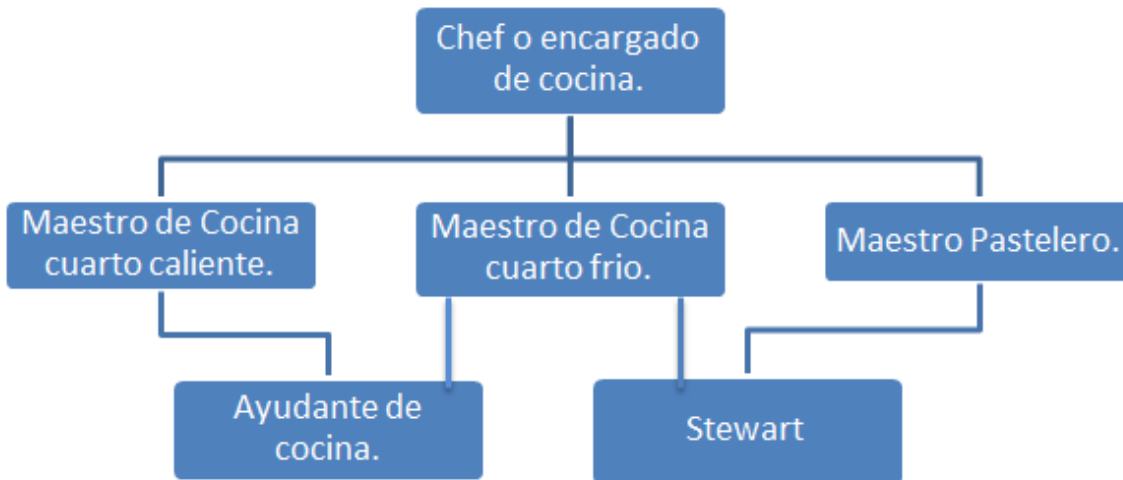 Chef o encargado
de cocina.
Maestro de Cocina
cuarto caliente.
Maestro de Cocina
cuarto frio.
Maestro Pastelero.
Ayudante de
cocina.
Stewart